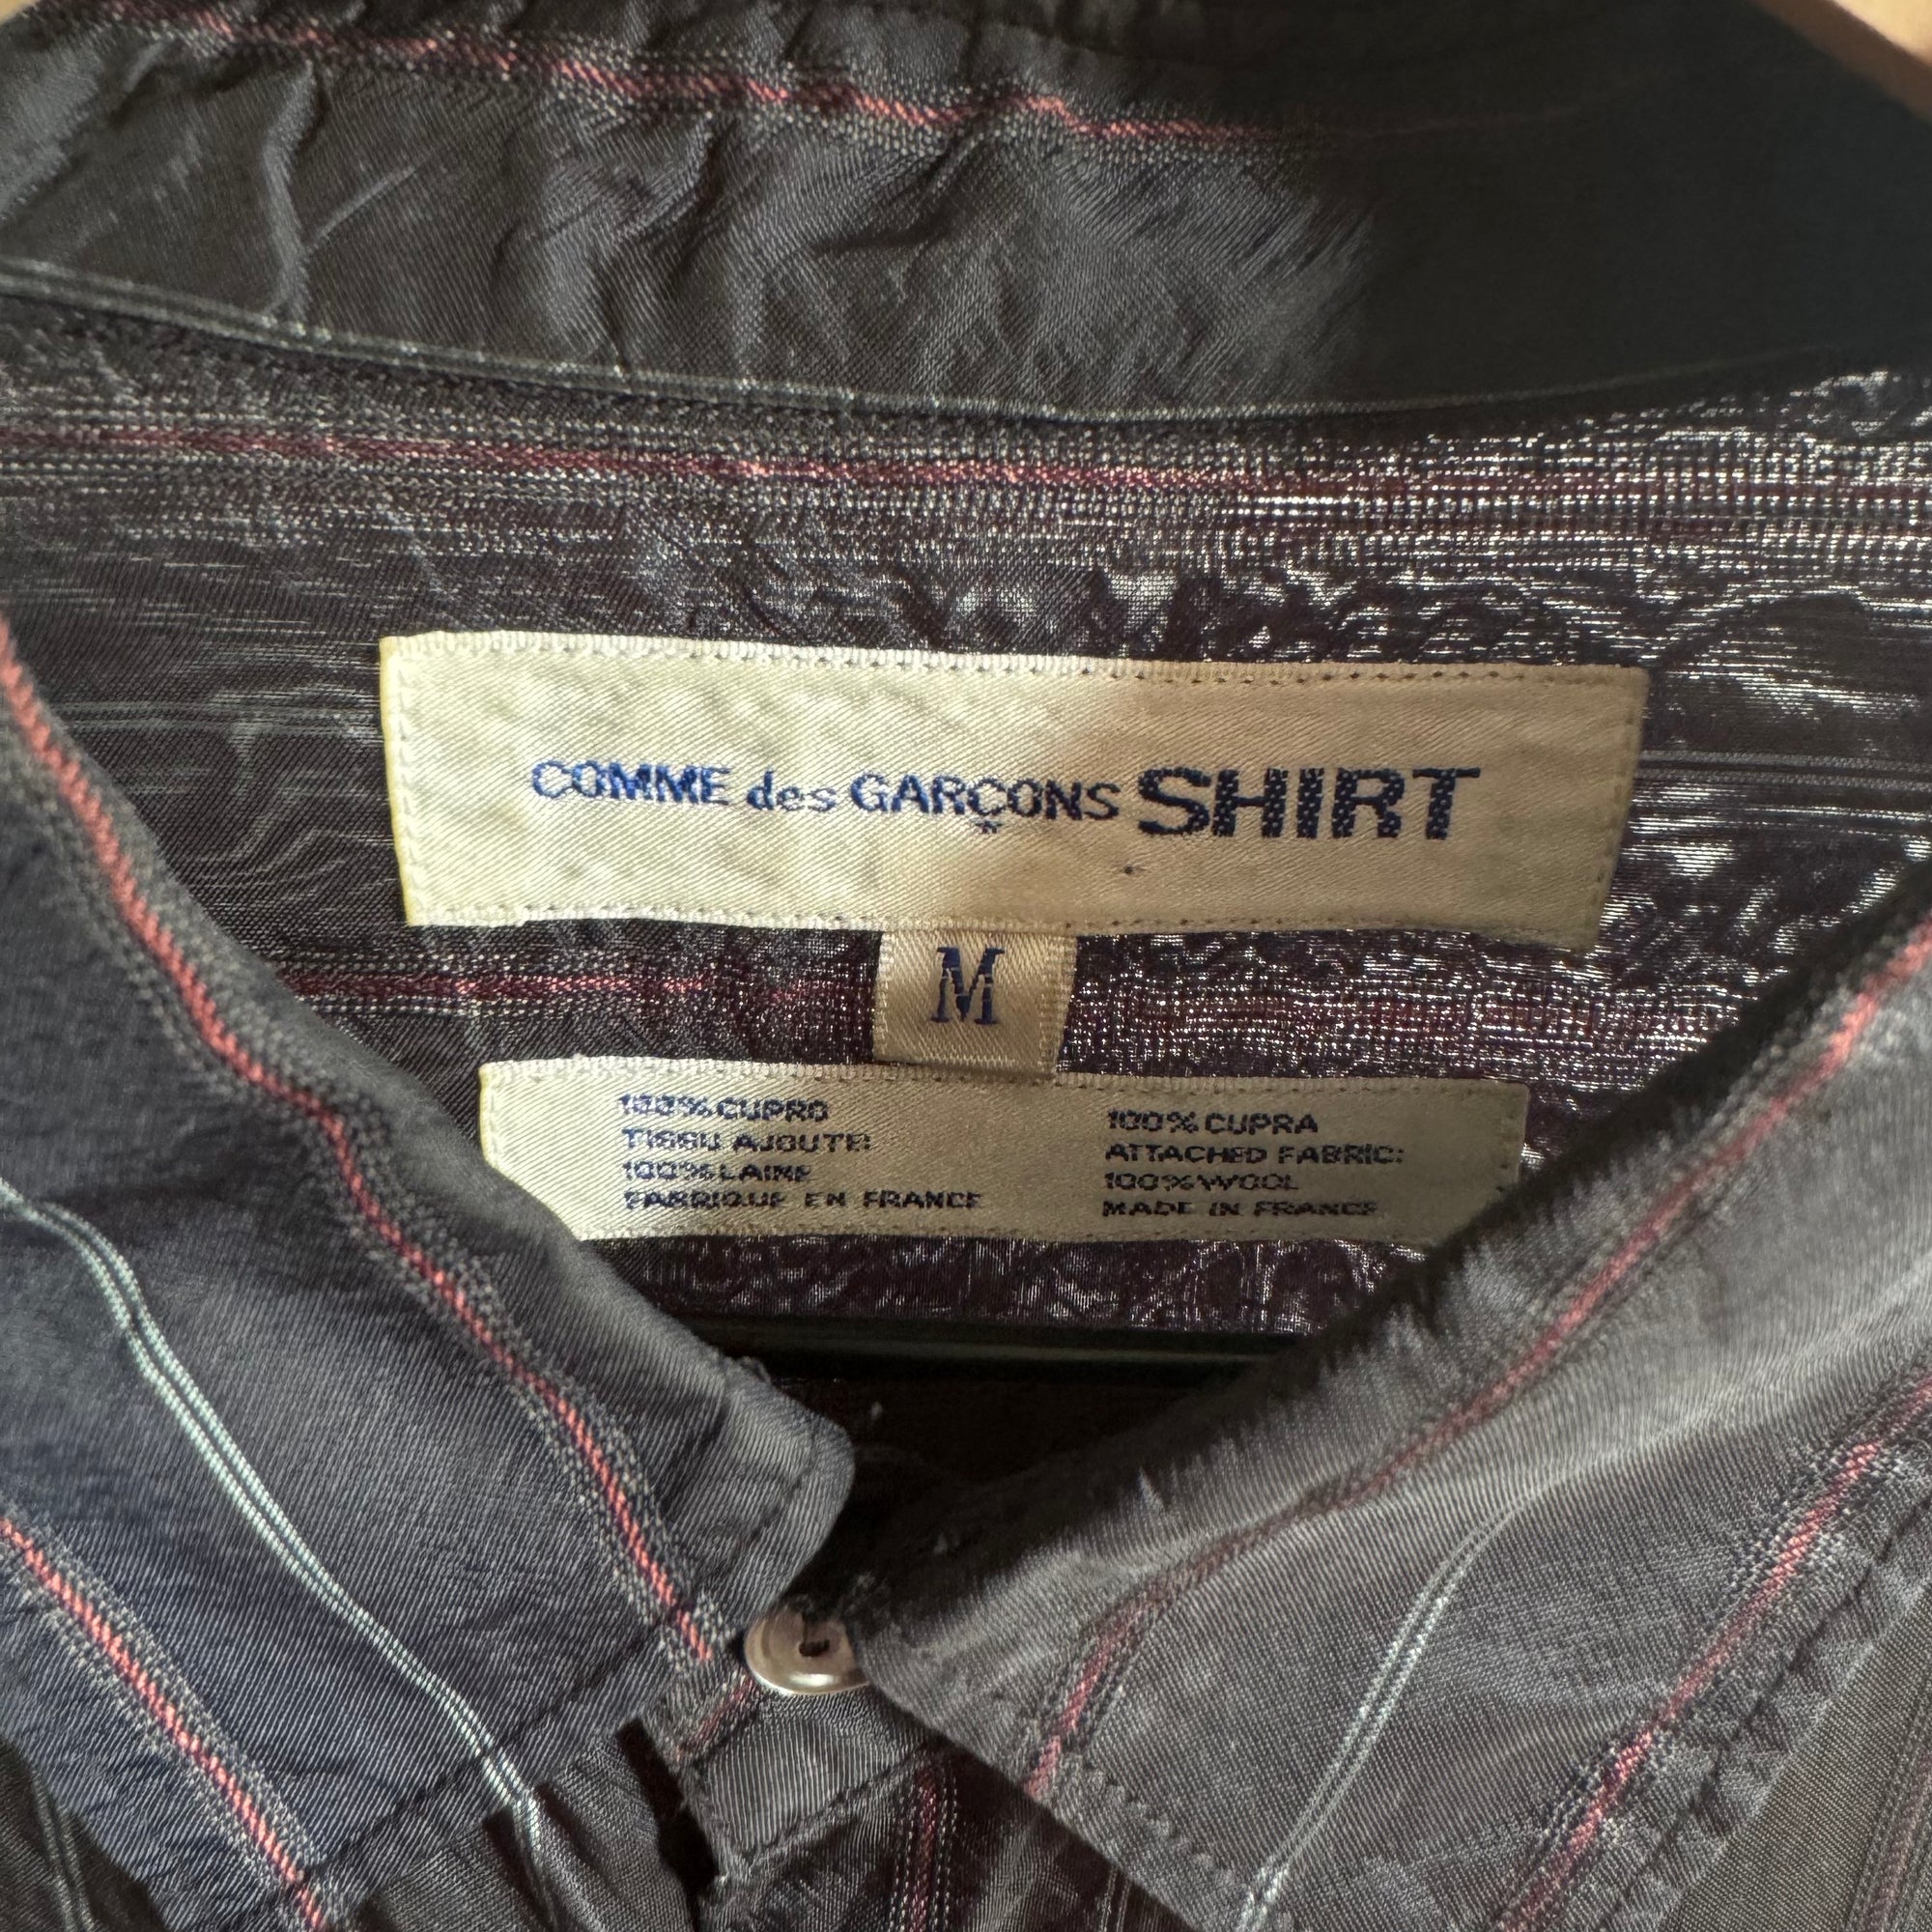 COMME des GARÇONS SHIRT
M
100% CUPRO
TISSU AJOUTE:
100% LAINE
FABRIQUE EN FRANCE
100% CUPRA
ATTACHED FABRIC:
100% WOOL
MADE IN FRANCE